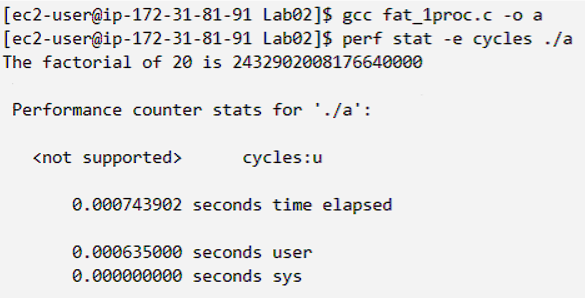 [ec2-user@ip-172-31-81-91 Lab02]$ gcc fat_1proc.c -o a
[ec2-user@ip-172-31-81-91 Lab02]$ perf stat -e cycles ./a
The factorial of 20 is 2432902008176640000
Performance counter stats for './a':
<not supported> cycles:u
0.000743902 seconds time elapsed
0.000635000 seconds user
0.000000000 seconds sys